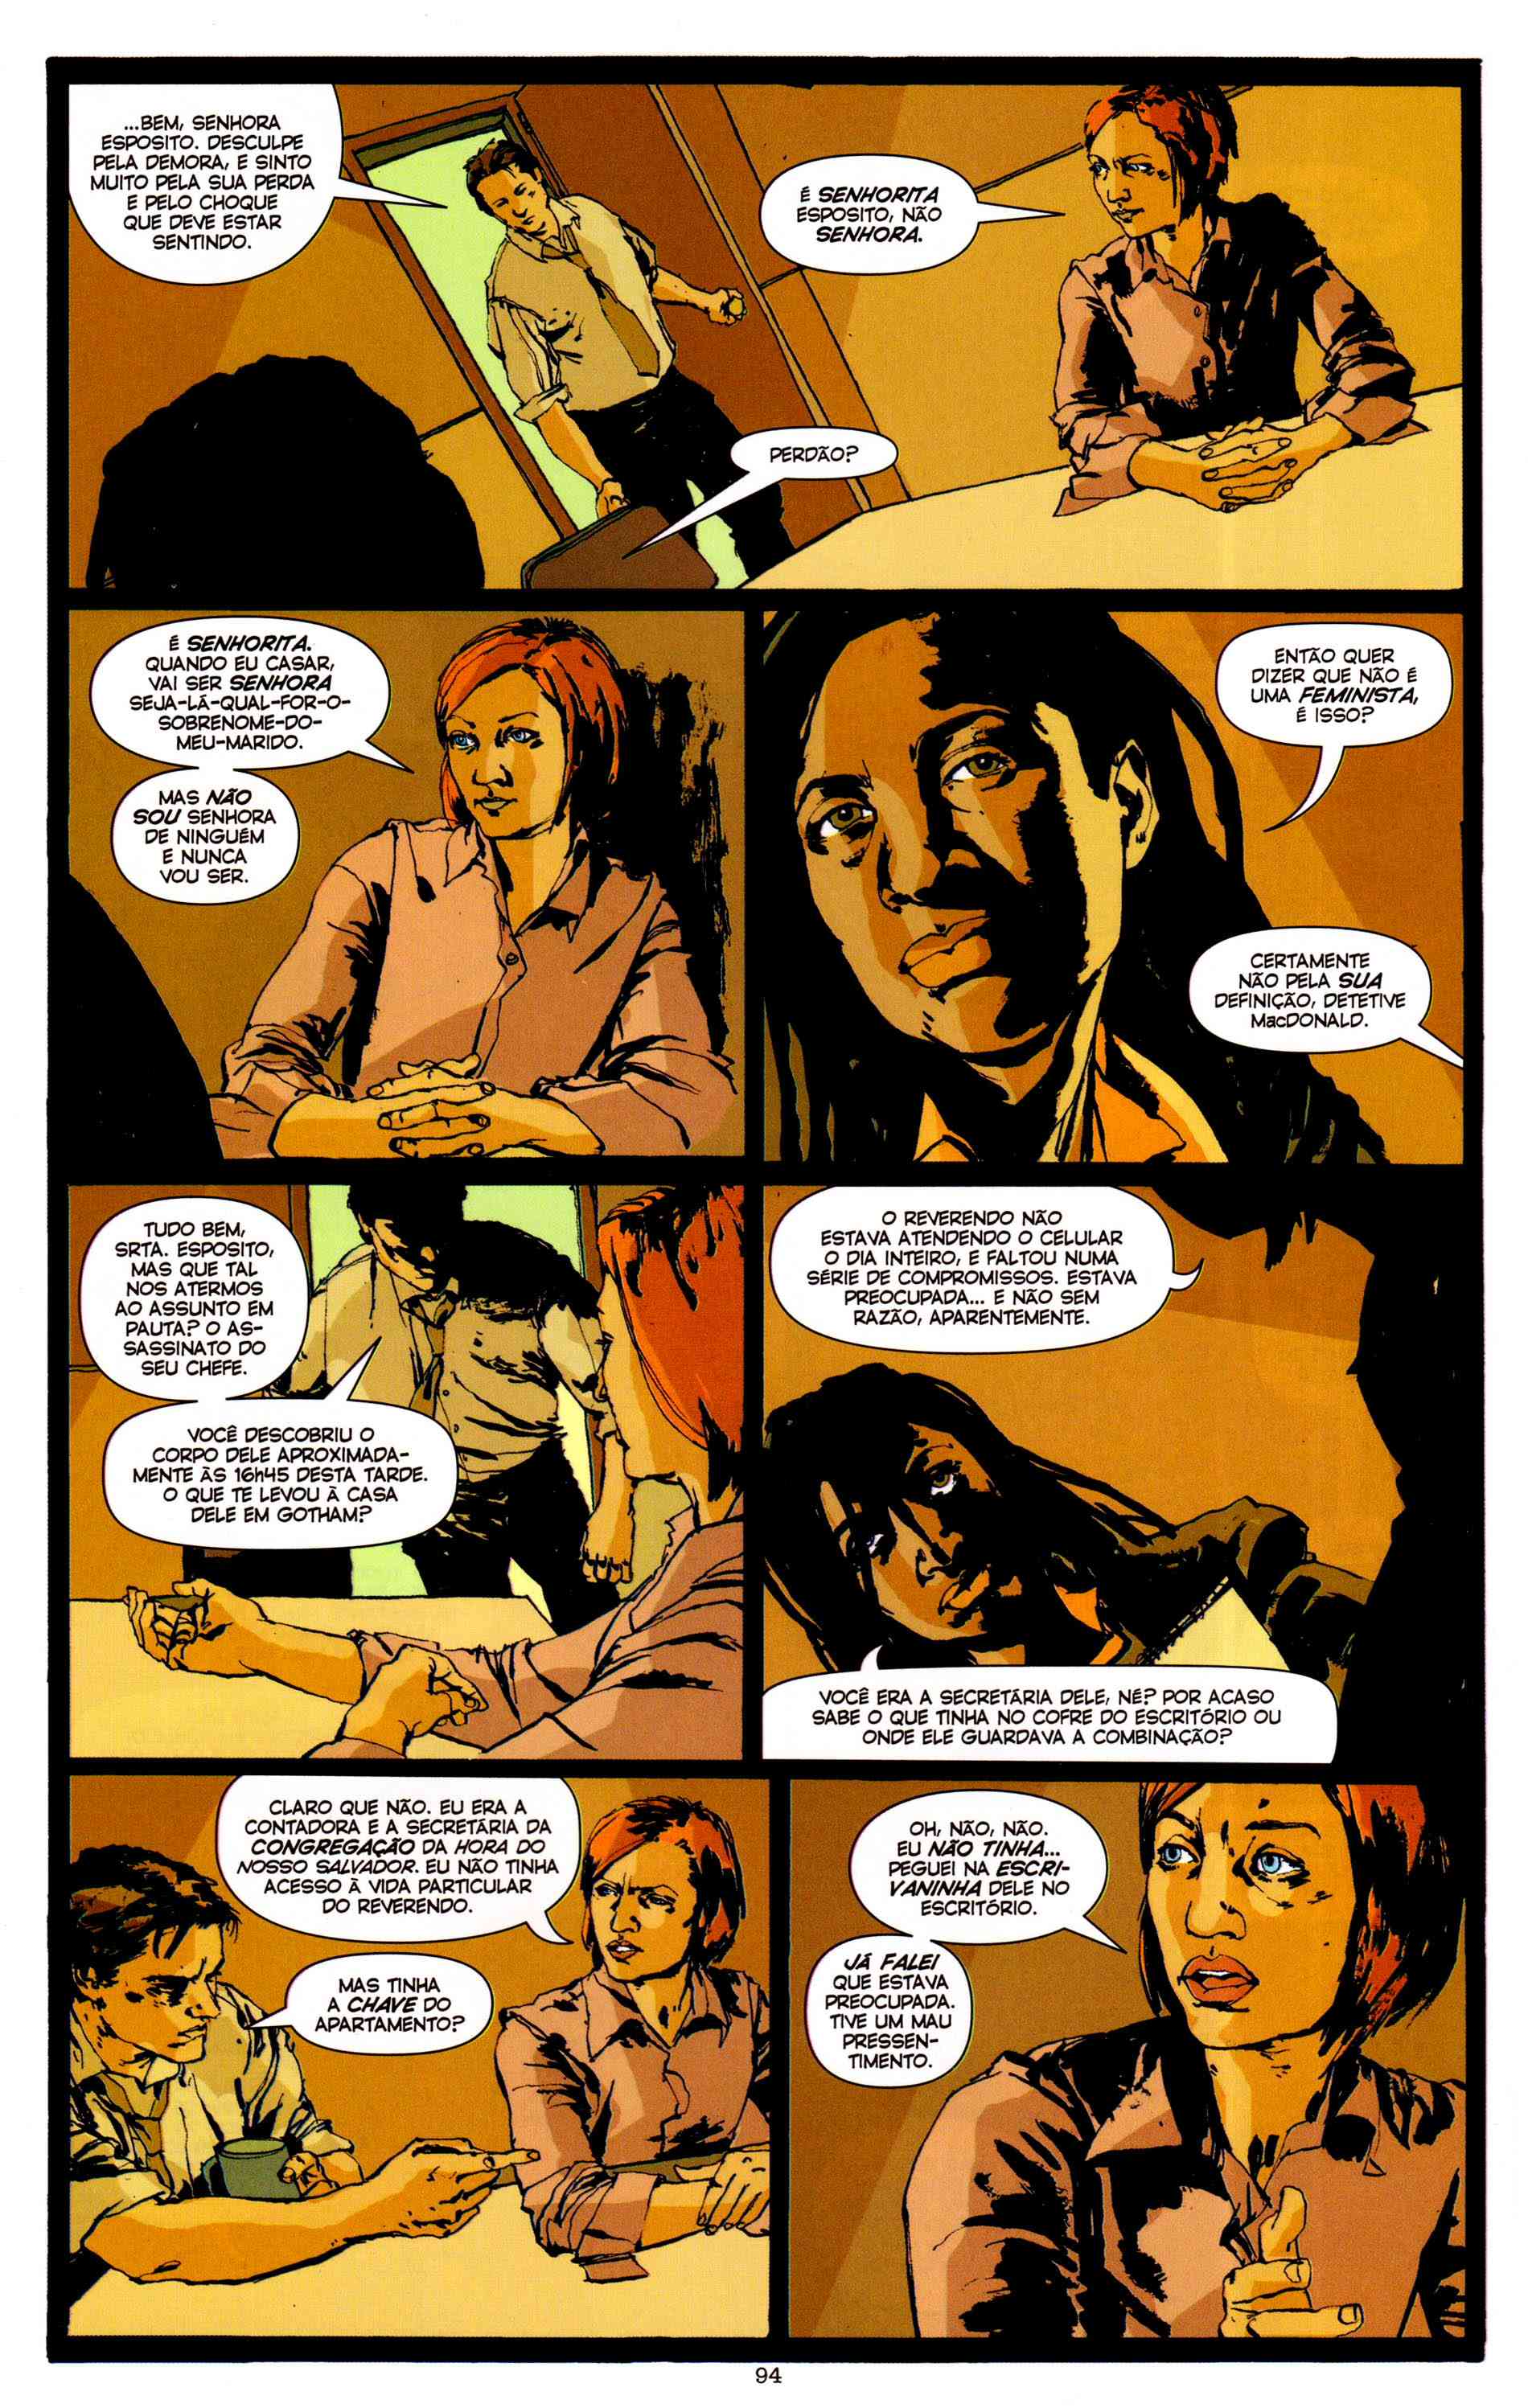 ...BEM, SENHORA
ESPOSITO. DESCULPE
PELA DEMORA, E SINTO
MUITO PELA SUA PERDA
E PELO CHOQUE
QUE DEVE ESTAR
SENTINDO.
É SENHORITA
ESPOSITO, NÃO
SENHORA.
PERDÃO?
É SENHORITA.
QUANDO EU CASAR,
VAI SER SENHORA
SEJA-LÁ-QUAL-FOR-O-
SOBRENOME-DO-
MEU-MARIDO.
MAS NÃO
SOU SENHORA
DE NINGUÉM
E NUNCA
VOU SER.
ENTÃO QUER
DIZER QUE NÃO É
UMA FEMINISTA,
É ISSO?
CERTAMENTE
NÃO PELA SUA
DEFINIÇÃO, DETETIVE
MacDONALD.
TUDO BEM,
SRTA. ESPOSITO,
MAS QUE TAL
NOS ATERMOS
AO ASSUNTO EM
PAUTA? O AS-
SASSINATO DO
SEU CHEFE.
VOCÊ DESCOBRIU O
CORPO DELE APROXIMADA-
MENTE ÀS 16h45 DESTA TARDE.
O QUE TE LEVOU À CASA
DELE EM GOTHAM?
O REVERENDO NÃO
ESTAVA ATENDENDO O CELULAR
O DIA INTEIRO, E FALTOU NUMA
SÉRIE DE COMPROMISSOS. ESTAVA
PREOCUPADA... E NÃO SEM
RAZÃO, APARENTEMENTE.
VOCÊ ERA A SECRETÁRIA DELE, NÉ? POR ACASO
SABE O QUE TINHA NO COFRE DO ESCRITÓRIO OU
ONDE ELE GUARDAVA A COMBINAÇÃO?
CLARO QUE NÃO. EU ERA A
CONTADORA E A SECRETÁRIA DA
CONGREGAÇÃO DA HORA DO
NOSSO SALVADOR. EU NÃO TINHA
ACESSO À VIDA PARTICULAR
DO REVERENDO.
MAS TINHA
A CHAVE DO
APARTAMENTO?
OH, NÃO, NÃO.
EU NÃO TINHA...
PEGUEI NA ESCRI-
VANINHA DELE NO
ESCRITÓRIO.
JÁ FALEI
QUE ESTAVA
PREOCUPADA.
TIVE UM MAU
PRESSEN-
TIMENTO.
94